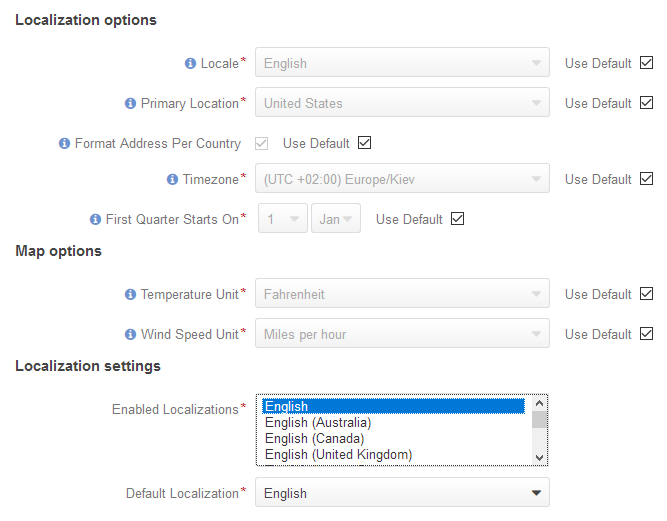 Localization options
Locale* English Use Default
Primary Location* United States Use Default
Format Address Per Country Use Default
Timezone* (UTC +02:00) Europe/Kiev Use Default
First Quarter Starts On* 1 Jan Use Default
Map options
Temperature Unit* Fahrenheit Use Default
Wind Speed Unit* Miles per hour Use Default
Localization settings
Enabled Localizations* English
English (Australia)
English (Canada)
English (United Kingdom)
Default Localization* English